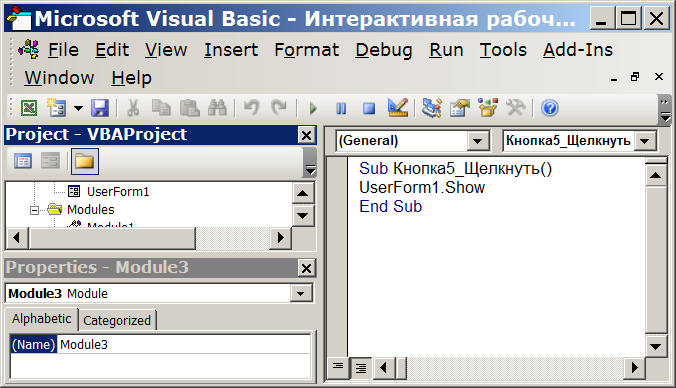 Microsoft Visual Basic - Интерактивная рабоч...
File Edit View Insert Format Debug Run Tools Add-Ins
Window Help
Project - VBAProject
UserForm1
Modules
Module1
Properties - Module3
Module3 Module
Alphabetic Categorized
(Name) Module3
(General) Кнопка5_Щелкнуть
Sub Кнопка5_Щелкнуть()
UserForm1.Show
End Sub